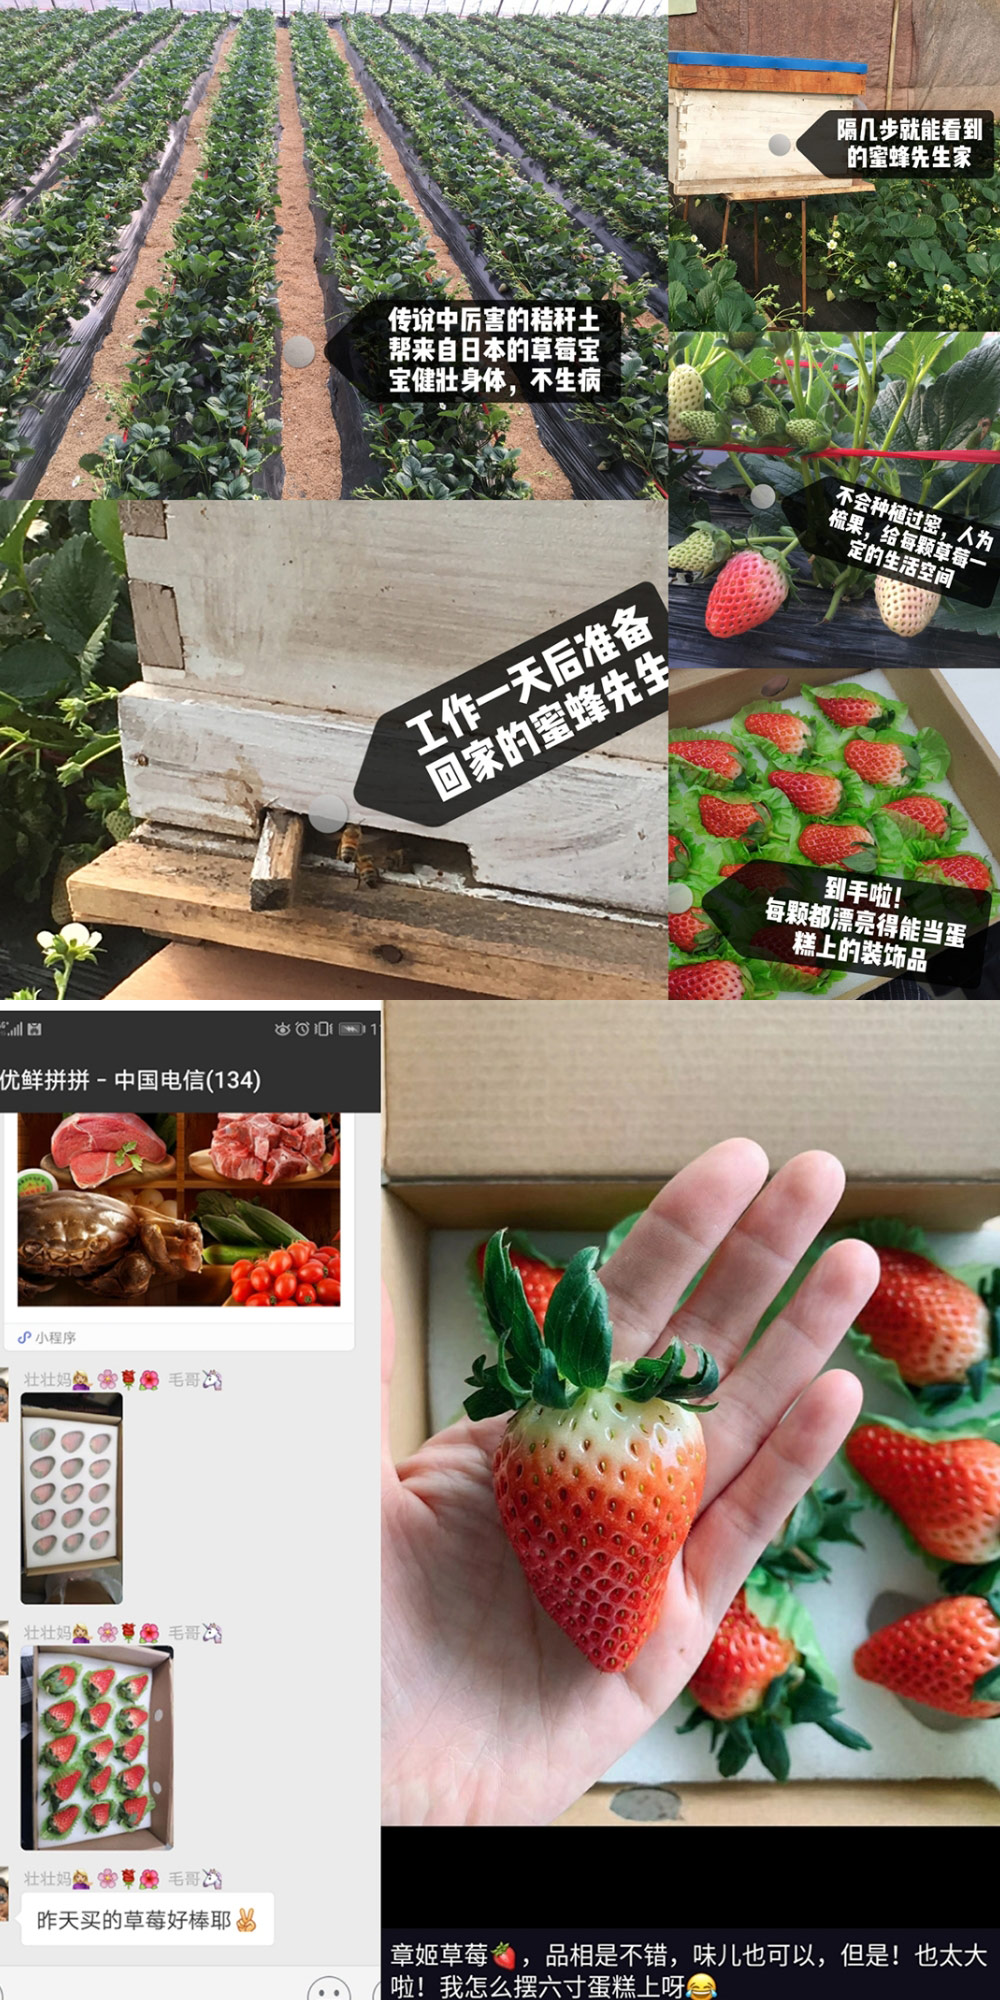 传说中厉害的秸秆土
帮来自日本的草莓宝
宝健壮身体，不生病
隔几步就能看到
的蜜蜂先生家
不会种植过密，人为
梳果，给每颗草莓一
定的生活空间
工作一天后准备
回家的蜜蜂先生
到手啦！
每颗都漂亮得能当蛋
糕上的装饰品
优鲜拼拼－中国电信(134)
小程序
壮壮妈🙅‍♀️🌸🌹🌺 毛哥🦄
壮壮妈🙅‍♀️🌸🌹🌺 毛哥🦄
壮壮妈🙅‍♀️🌸🌹🌺 毛哥🦄
昨天买的草莓好棒耶✌
章姬草莓🍓，品相是不错，味儿也可以，但是！也太大
啦！我怎么摆六寸蛋糕上呀😂